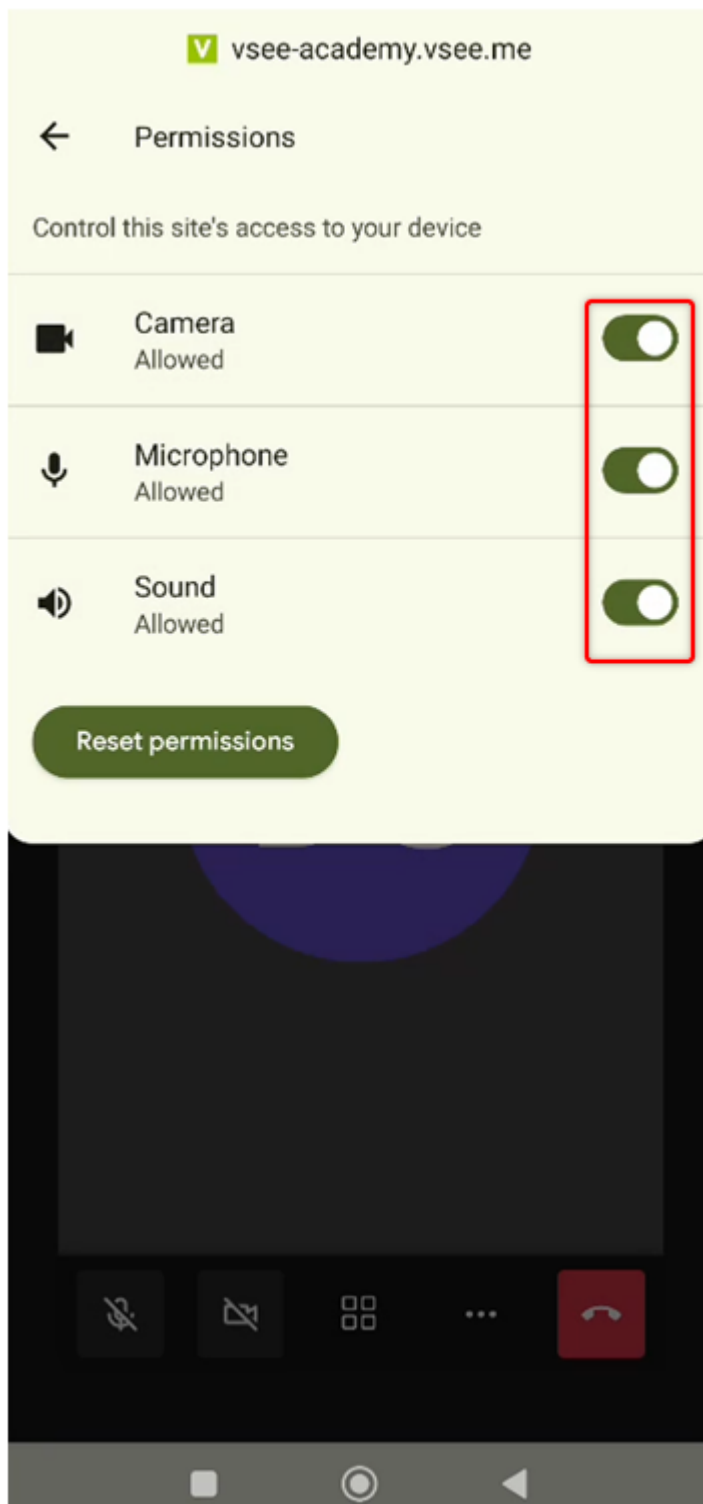 V vsee-academy.vsee.me
Permissions
Control this site's access to your device
Camera
Allowed
Microphone
Allowed
Sound
Allowed
Reset permissions